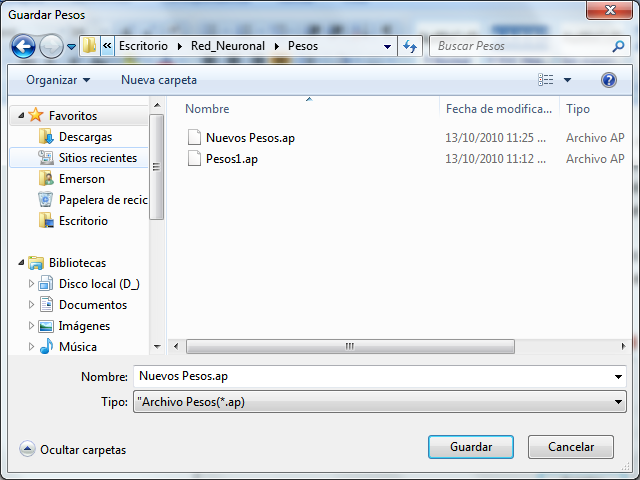 Guardar Pesos
« Escritorio Red_Neuronal Pesos
Buscar Pesos
Organizar Nueva carpeta
Nombre Fecha de modifica... Tipo
Nuevos Pesos.ap 13/10/2010 11:25 ... Archivo AP
Pesos1.ap 13/10/2010 11:12 ... Archivo AP
Favoritos
Descargas
Sitios recientes
Emerson
Papelera de recic
Escritorio
Bibliotecas
Disco local (D_)
Documentos
Imágenes
Música
Nombre: Nuevos Pesos.ap
Tipo: "Archivo Pesos(*.ap)
Ocultar carpetas
Guardar Cancelar